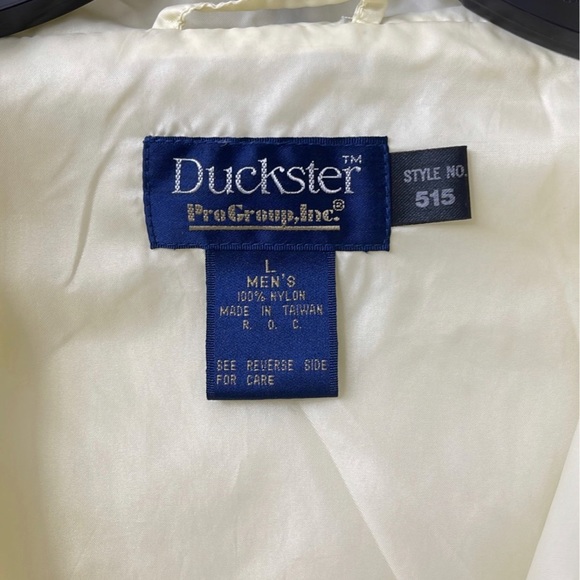 Duckster™
ProGroup,Inc.®
STYLE NO.
515
L
MEN'S
100% NYLON
MADE IN TAIWAN
R. O. C.
SEE REVERSE SIDE
FOR CARE